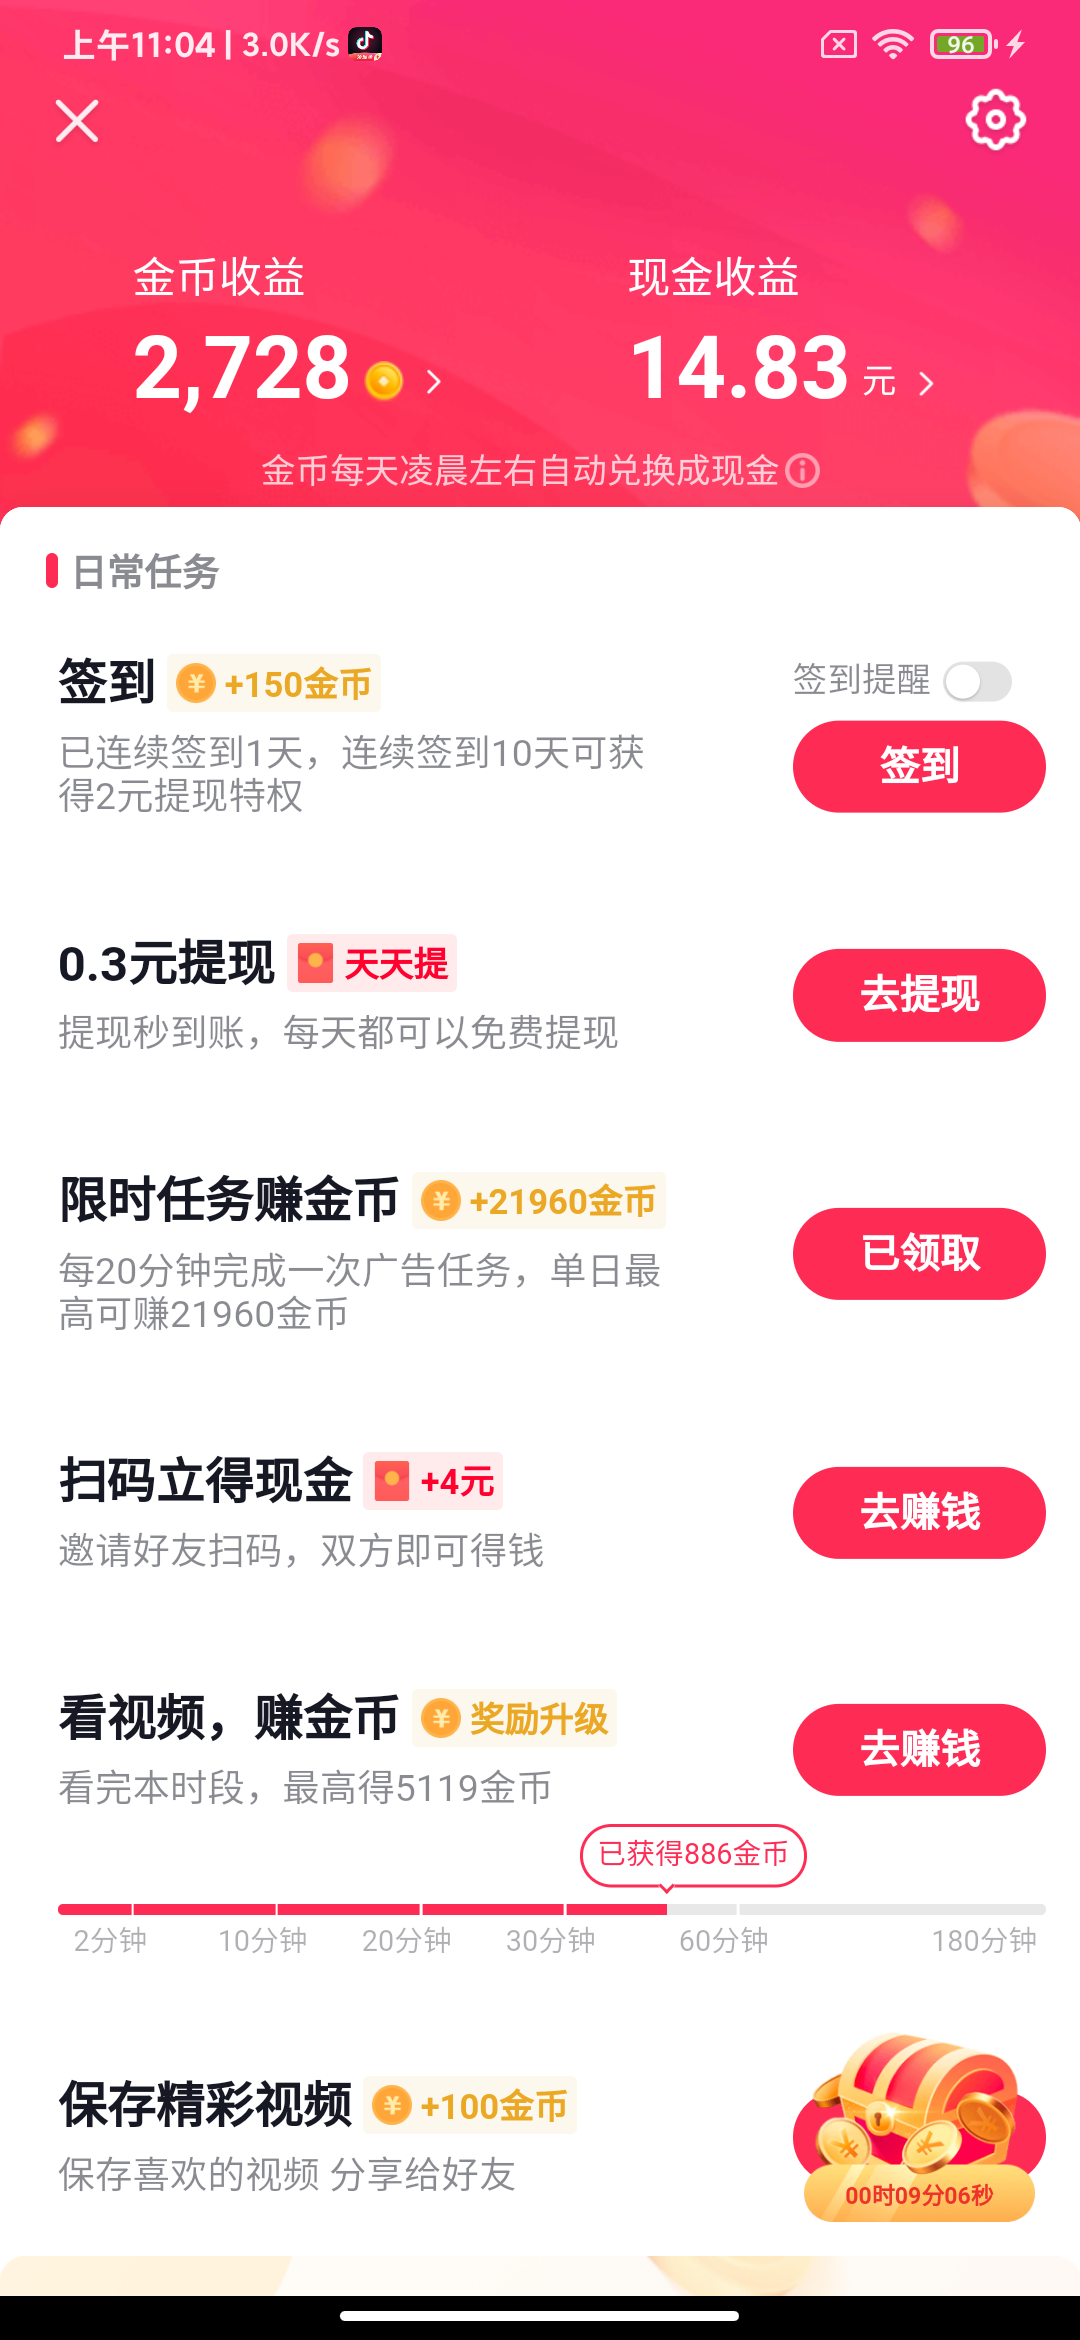 上午11:04 | 3.0K/s
96
金币收益
现金收益
2,728
14.83 元
金币每天凌晨左右自动兑换成现金
日常任务
签到 +150金币
签到提醒
已连续签到1天，连续签到10天可获
得2元提现特权
签到
0.3元提现 天天提
提现秒到账，每天都可以免费提现
去提现
限时任务赚金币 +21960金币
每20分钟完成一次广告任务，单日最
高可赚21960金币
已领取
扫码立得现金 +4元
邀请好友扫码，双方即可得钱
去赚钱
看视频，赚金币 奖励升级
看完本时段，最高得5119金币
去赚钱
已获得886金币
2分钟 10分钟 20分钟 30分钟 60分钟 180分钟
保存精彩视频 +100金币
保存喜欢的视频 分享给好友
00时09分06秒